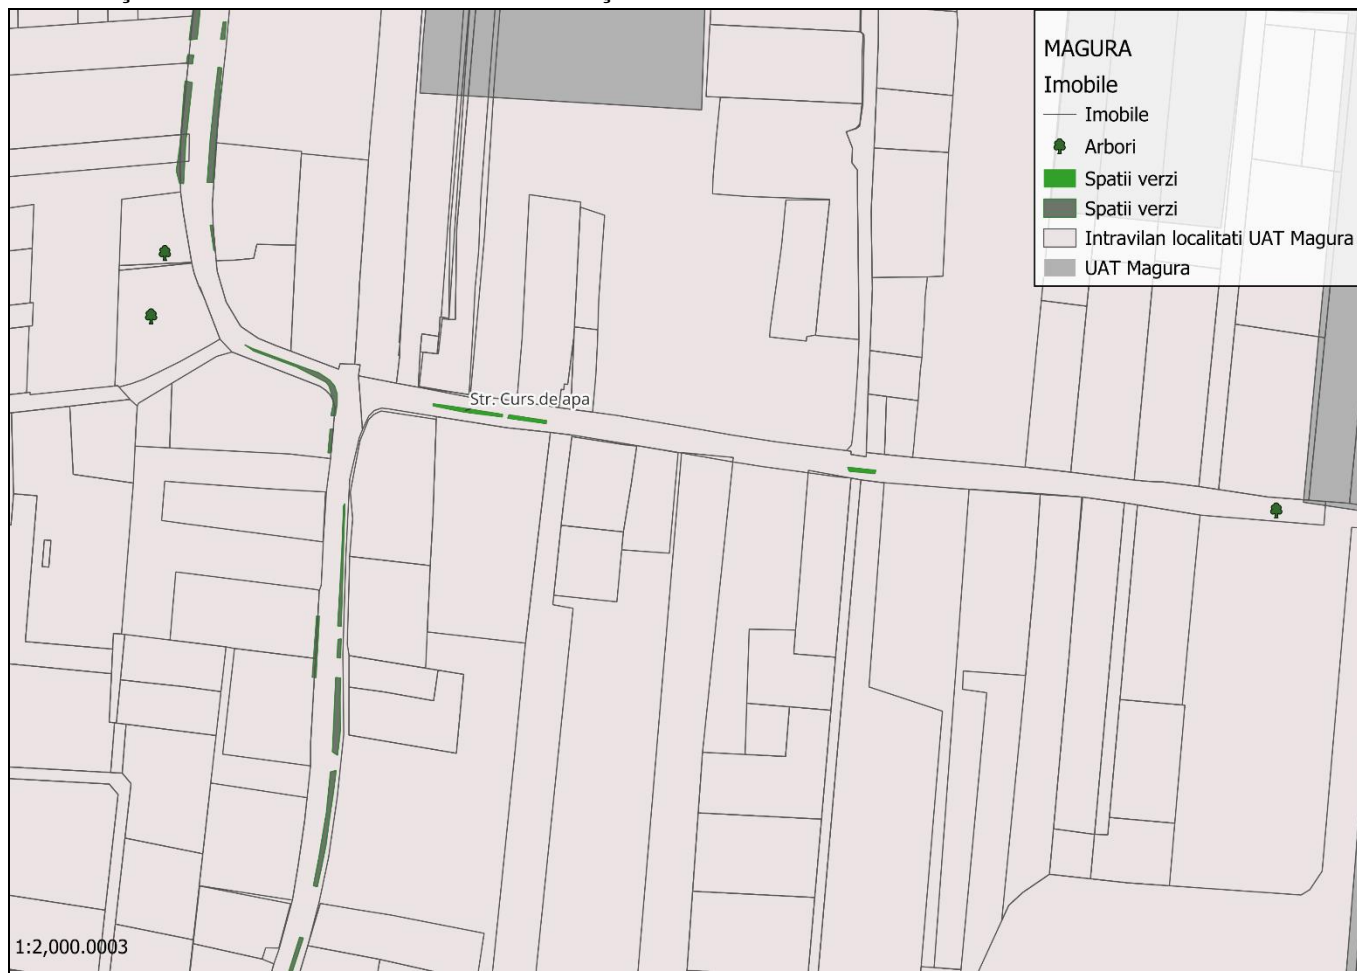 MAGURA
Imobile
Imobile
Arbori
Spatii verzi
Spatii verzi
Intravilan localitati UAT Magura
UAT Magura
Str. Curs de apa
1:2,000.0003